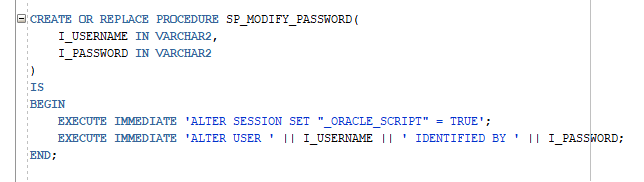 CREATE OR REPLACE PROCEDURE SP_MODIFY_PASSWORD(
    I_USERNAME IN VARCHAR2,
    I_PASSWORD IN VARCHAR2
)
IS
BEGIN
    EXECUTE IMMEDIATE 'ALTER SESSION SET "_ORACLE_SCRIPT" = TRUE';
    EXECUTE IMMEDIATE 'ALTER USER ' || I_USERNAME || ' IDENTIFIED BY ' || I_PASSWORD;
END;